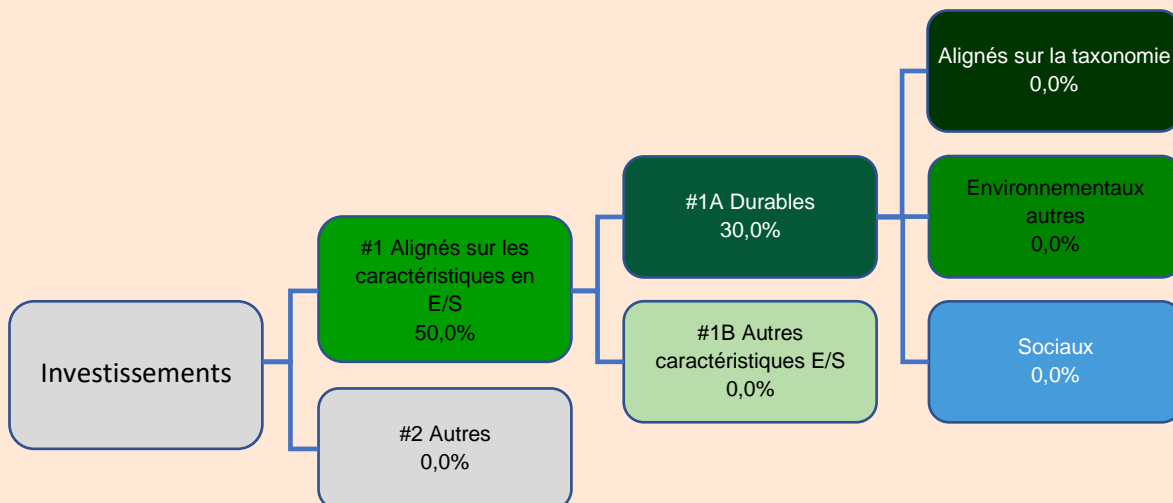 Investissements
#1 Alignés sur les
caractéristiques en
E/S
50,0%
#2 Autres
0,0%
#1A Durables
30,0%
#1B Autres
caractéristiques E/S
0,0%
Alignés sur la taxonomie
0,0%
Environnementaux
autres
0,0%
Sociaux
0,0%